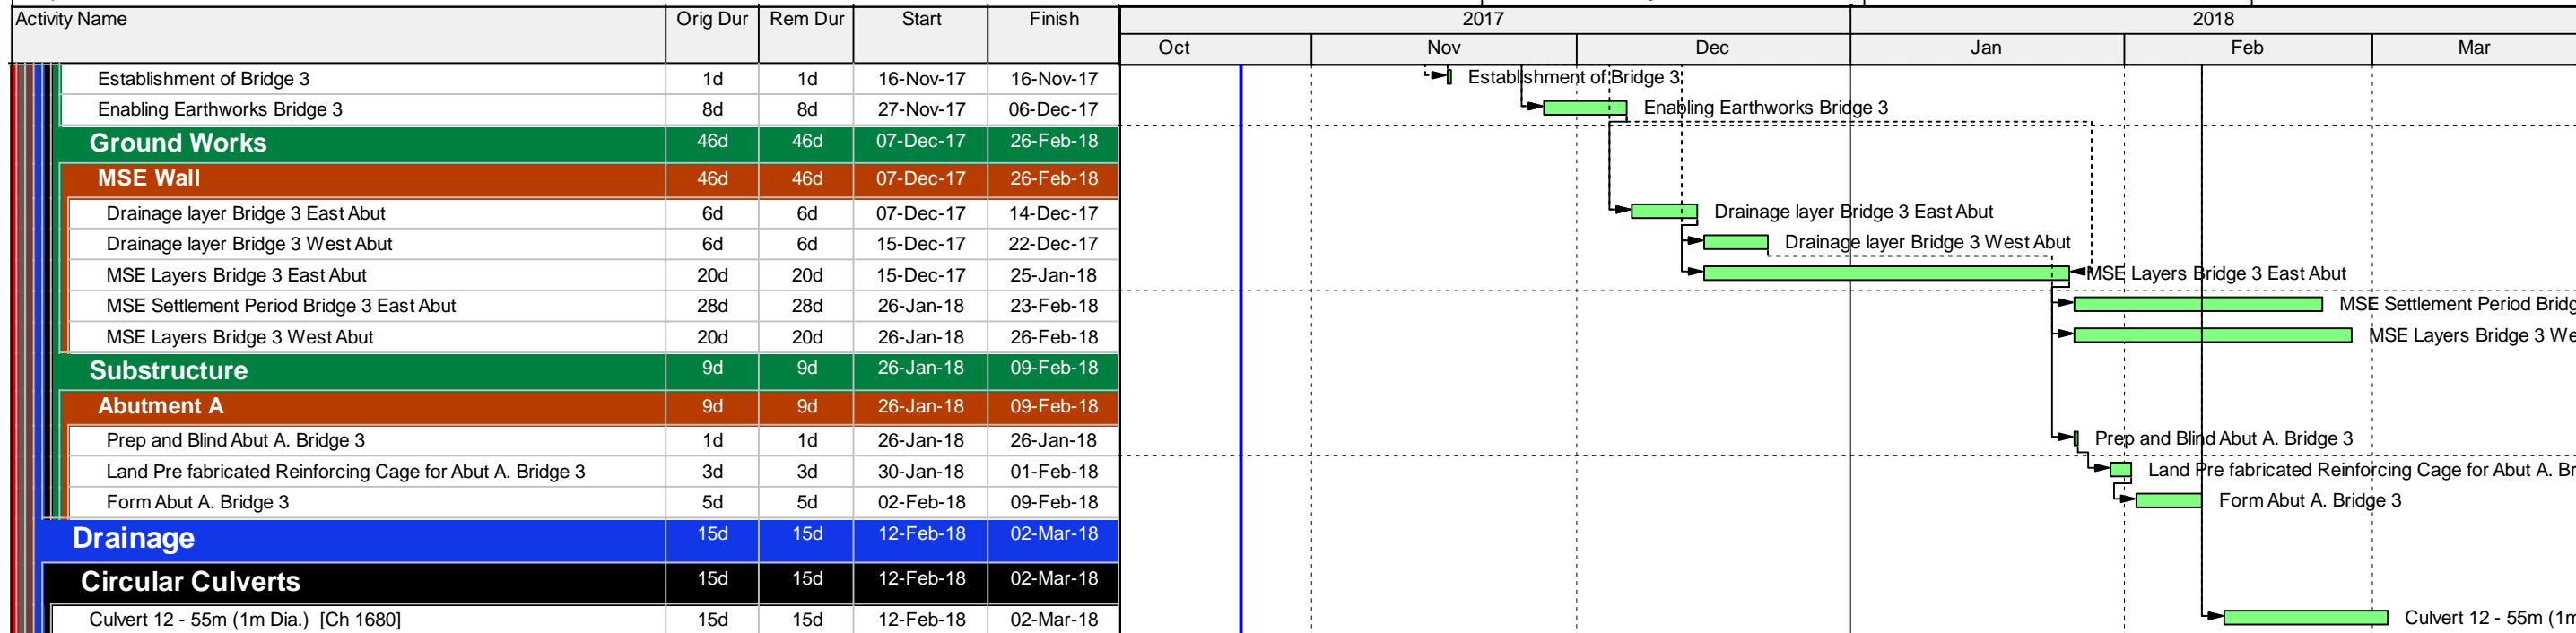 Activity Name Orig Dur Rem Dur Start Finish 2017 2018
Oct Nov Dec Jan Feb Mar
Establishment of Bridge 3 1d 1d 16-Nov-17 16-Nov-17 Establishment of Bridge 3
Enabling Earthworks Bridge 3 8d 8d 27-Nov-17 06-Dec-17 Enabling Earthworks Bridge 3
Ground Works 46d 46d 07-Dec-17 26-Feb-18
MSE Wall 46d 46d 07-Dec-17 26-Feb-18
Drainage layer Bridge 3 East Abut 6d 6d 07-Dec-17 14-Dec-17 Drainage layer Bridge 3 East Abut
Drainage layer Bridge 3 West Abut 6d 6d 15-Dec-17 22-Dec-17 Drainage layer Bridge 3 West Abut
MSE Layers Bridge 3 East Abut 20d 20d 15-Dec-17 25-Jan-18 MSE Layers Bridge 3 East Abut
MSE Settlement Period Bridge 3 East Abut 28d 28d 26-Jan-18 23-Feb-18 MSE Settlement Period Bridg
MSE Layers Bridge 3 West Abut 20d 20d 26-Jan-18 26-Feb-18 MSE Layers Bridge 3 We
Substructure 9d 9d 26-Jan-18 09-Feb-18
Abutment A 9d 9d 26-Jan-18 09-Feb-18
Prep and Blind Abut A. Bridge 3 1d 1d 26-Jan-18 26-Jan-18 Prep and Blind Abut A. Bridge 3
Land Pre fabricated Reinforcing Cage for Abut A. Bridge 3 3d 3d 30-Jan-18 01-Feb-18 Land Pre fabricated Reinforcing Cage for Abut A. Br
Form Abut A. Bridge 3 5d 5d 02-Feb-18 09-Feb-18 Form Abut A. Bridge 3
Drainage 15d 15d 12-Feb-18 02-Mar-18
Circular Culverts 15d 15d 12-Feb-18 02-Mar-18
Culvert 12 - 55m (1m Dia.) [Ch 1680] 15d 15d 12-Feb-18 02-Mar-18 Culvert 12 - 55m (1m